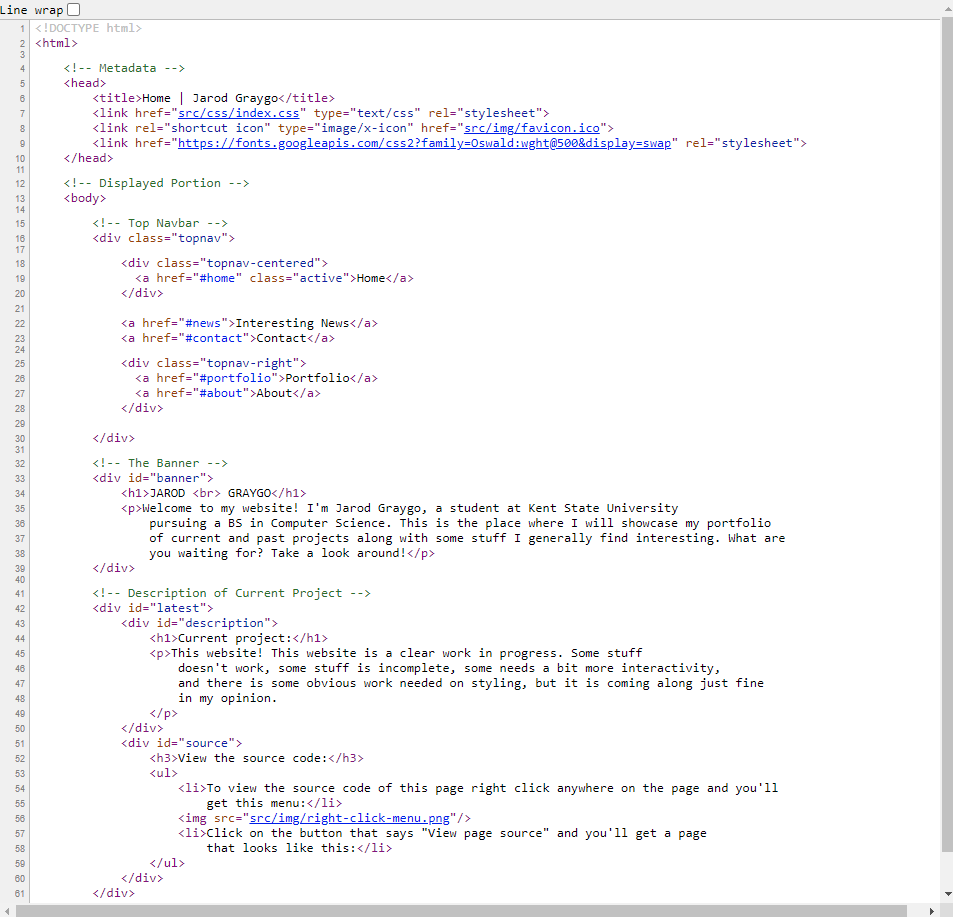 Line wrap
1 <!DOCTYPE html>
2 <html>
3
4     <!-- Metadata -->
5     <head>
6         <title>Home | Jarod Graygo</title>
7         <link href="src/css/index.css" type="text/css" rel="stylesheet">
8         <link rel="shortcut icon" type="image/x-icon" href="src/img/favicon.ico">
9         <link href="https://fonts.googleapis.com/css2?family=Oswald:wght@500&display=swap" rel="stylesheet">
10     </head>
11
12     <!-- Displayed Portion -->
13     <body>
14
15         <!-- Top Navbar -->
16         <div class="topnav">
17
18             <div class="topnav-centered">
19               <a href="#home" class="active">Home</a>
20             </div>
21
22             <a href="#news">Interesting News</a>
23             <a href="#contact">Contact</a>
24
25             <div class="topnav-right">
26               <a href="#portfolio">Portfolio</a>
27               <a href="#about">About</a>
28             </div>
29
30         </div>
31
32         <!-- The Banner -->
33         <div id="banner">
34             <h1>JAROD <br> GRAYGO</h1>
35             <p>Welcome to my website! I'm Jarod Graygo, a student at Kent State University
36                 pursuing a BS in Computer Science. This is the place where I will showcase my portfolio
37                 of current and past projects along with some stuff I generally find interesting. What are
38                 you waiting for? Take a look around!</p>
39         </div>
40
41         <!-- Description of Current Project -->
42         <div id="latest">
43             <div id="description">
44                 <h1>Current project:</h1>
45                 <p>This website! This website is a clear work in progress. Some stuff
46                     doesn't work, some stuff is incomplete, some needs a bit more interactivity,
47                     and there is some obvious work needed on styling, but it is coming along just fine
48                     in my opinion.
49                 </p>
50             </div>
51             <div id="source">
52                 <h3>View the source code:</h3>
53                 <ul>
54                     <li>To view the source code of this page right click anywhere on the page and you'll
55                         get this menu:</li>
56                     <img src="src/img/right-click-menu.png"/>
57                     <li>Click on the button that says "View page source" and you'll get a page
58                         that looks like this:</li>
59                 </ul>
60             </div>
61         </div>